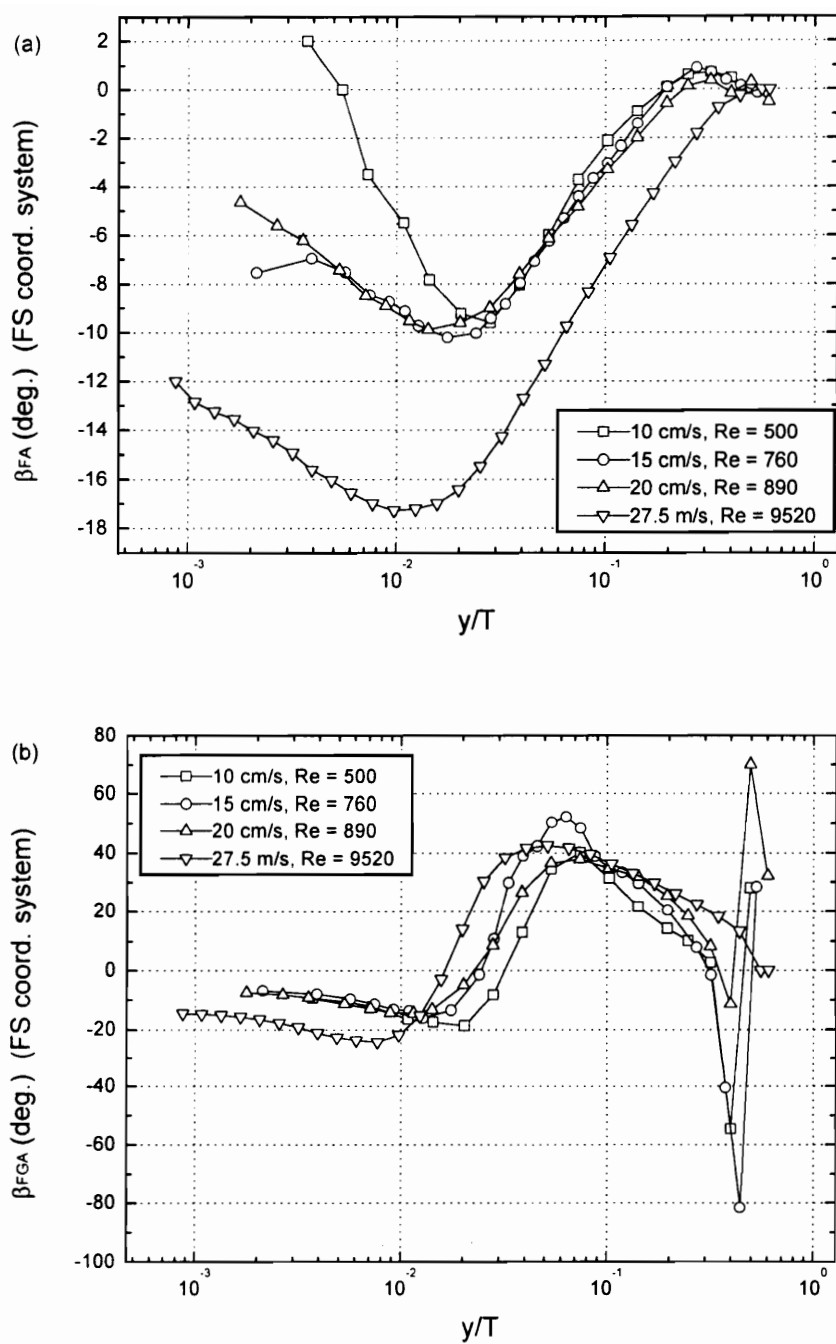 (a)
2
0
-2
-4
-6
-8
-10
-12
-14
-16
-18
βFA (deg.) (FS coord. system)
10 cm/s, Re = 500
15 cm/s, Re = 760
20 cm/s, Re = 890
27.5 m/s, Re = 9520
10⁻³ 10⁻² 10⁻¹ 10⁰
y/T
(b)
80
60
40
20
0
-20
-40
-60
-80
-100
βFGA (deg.) (FS coord. system)
10 cm/s, Re = 500
15 cm/s, Re = 760
20 cm/s, Re = 890
27.5 m/s, Re = 9520
10⁻³ 10⁻² 10⁻¹ 10⁰
y/T